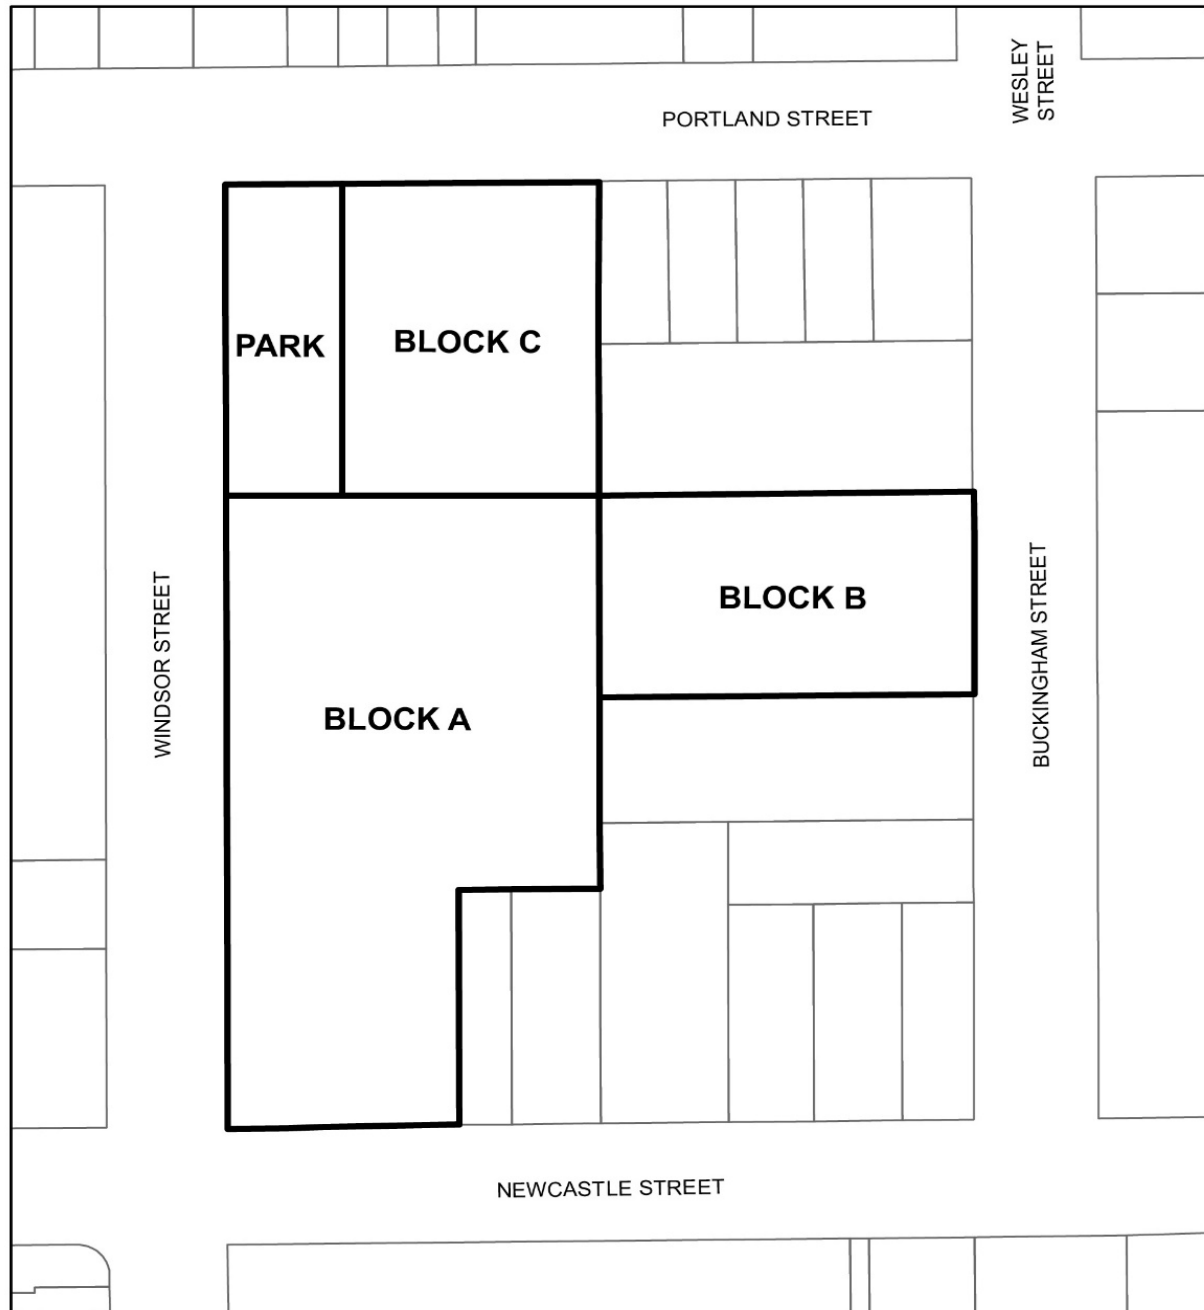 WESLEY
STREET
PORTLAND STREET
PARK
BLOCK C
WINDSOR STREET
BLOCK B
BUCKINGHAM STREET
BLOCK A
NEWCASTLE STREET